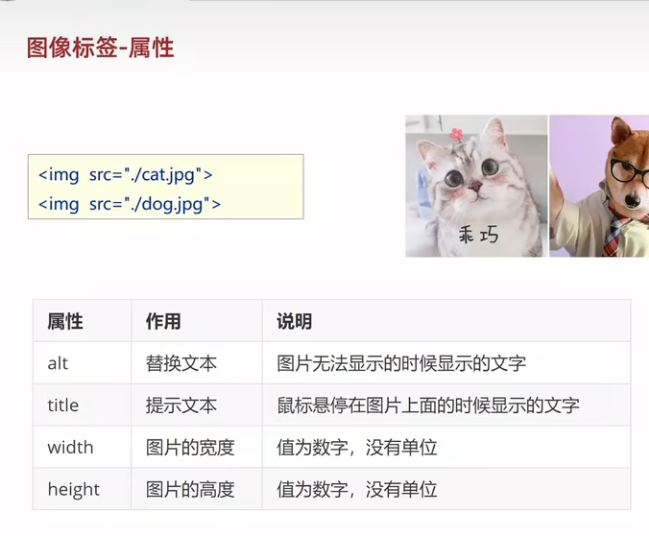 图像标签-属性
<img src="./cat.jpg">
<img src="./dog.jpg">
乖巧
属性 作用 说明
alt 替换文本 图片无法显示的时候显示的文字
title 提示文本 鼠标悬停在图片上面的时候显示的文字
width 图片的宽度 值为数字，没有单位
height 图片的高度 值为数字，没有单位